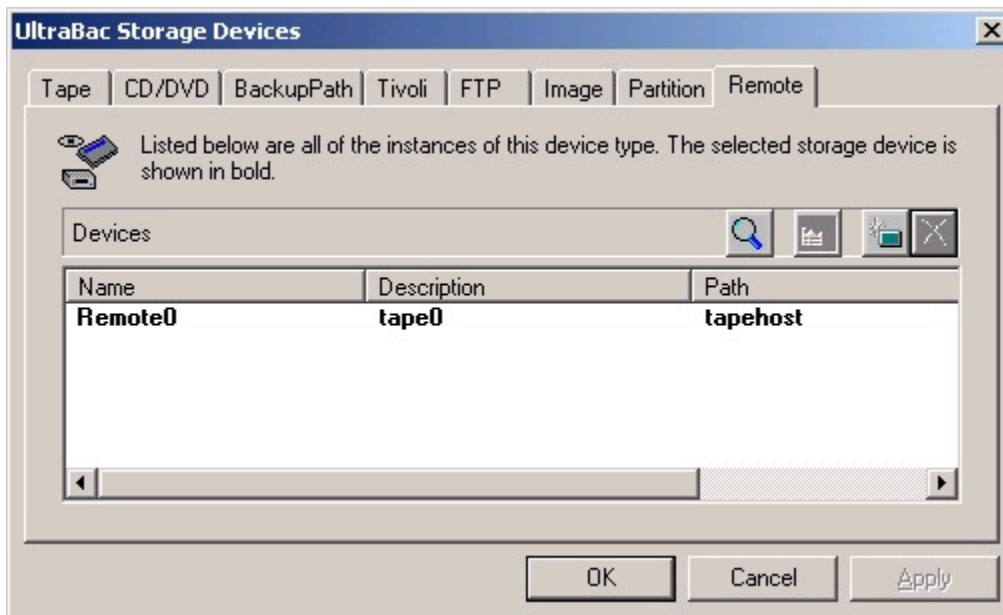 UltraBac Storage Devices
Tape CD/DVD BackupPath Tivoli FTP Image Partition Remote
Listed below are all of the instances of this device type. The selected storage device is
shown in bold.
Devices
Name Description Path
Remote0 tape0 tapehost
OK Cancel Apply